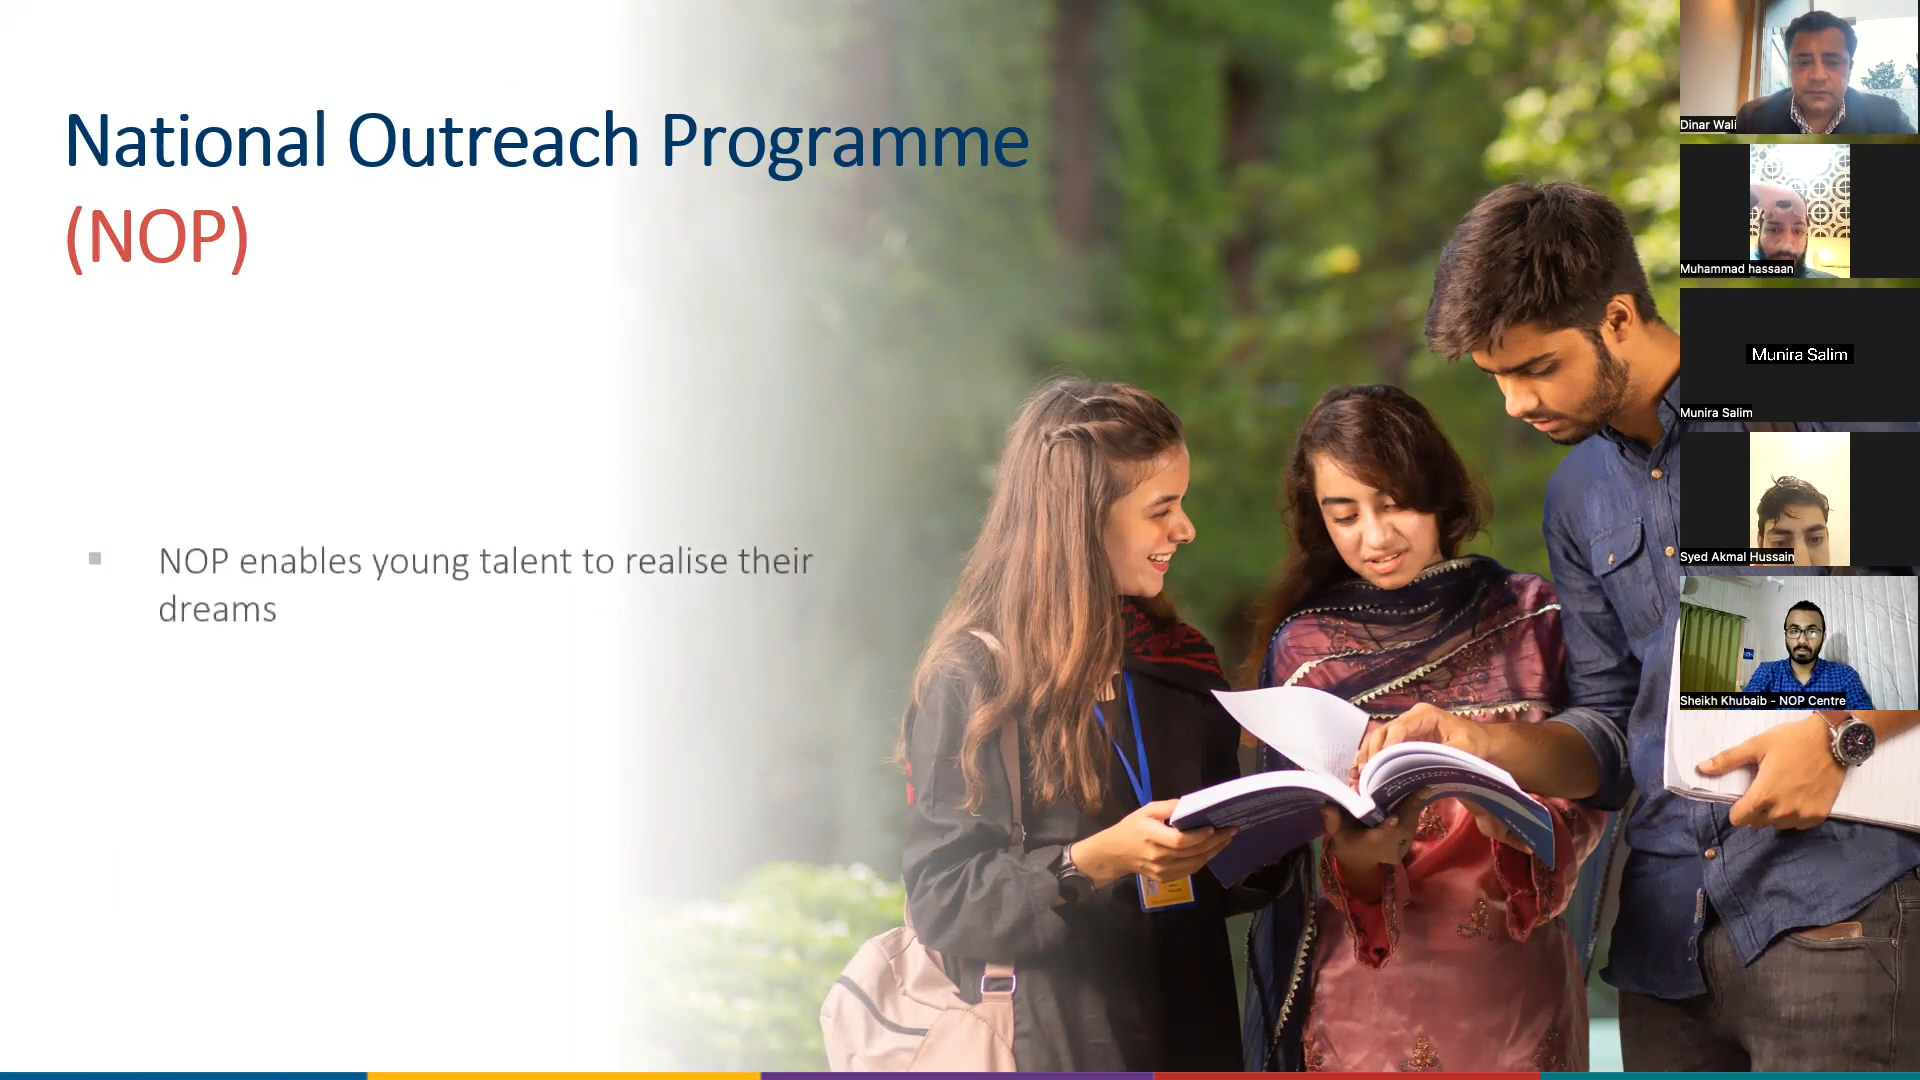 National Outreach Programme
(NOP)
NOP enables young talent to realise their
dreams
Dinar Wali
Muhammad hassaan
Munira Salim
Munira Salim
Syed Akmal Hussain
Sheikh Khubaib - NOP Centre